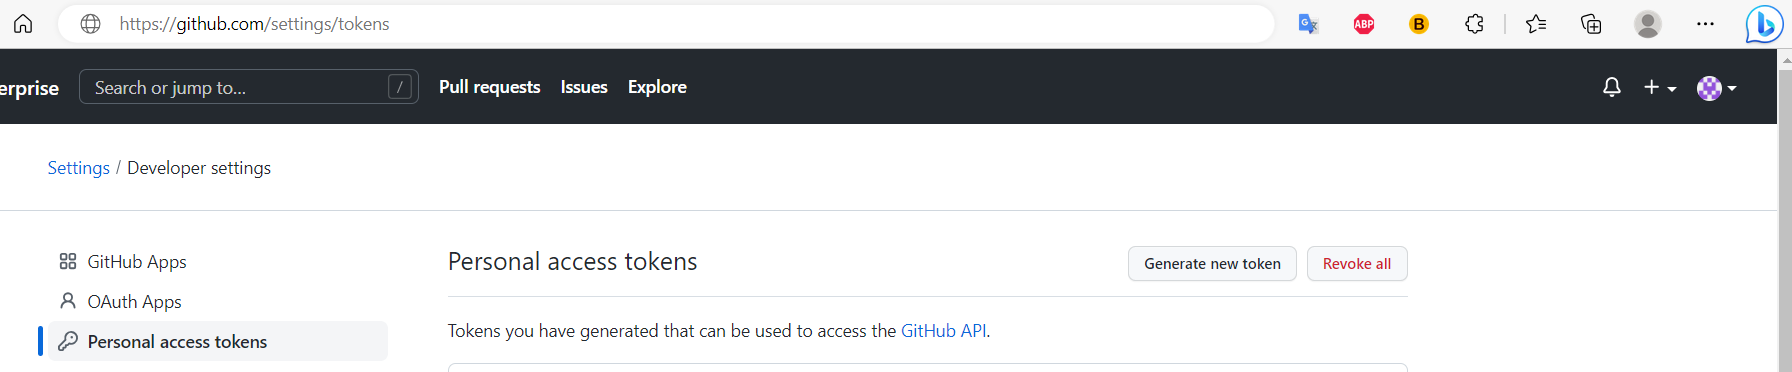 https://github.com/settings/tokens
ABP
B
erprise
Search or jump to...
/
Pull requests
Issues
Explore
Settings / Developer settings
GitHub Apps
OAuth Apps
Personal access tokens
Personal access tokens
Generate new token
Revoke all
Tokens you have generated that can be used to access the GitHub API.